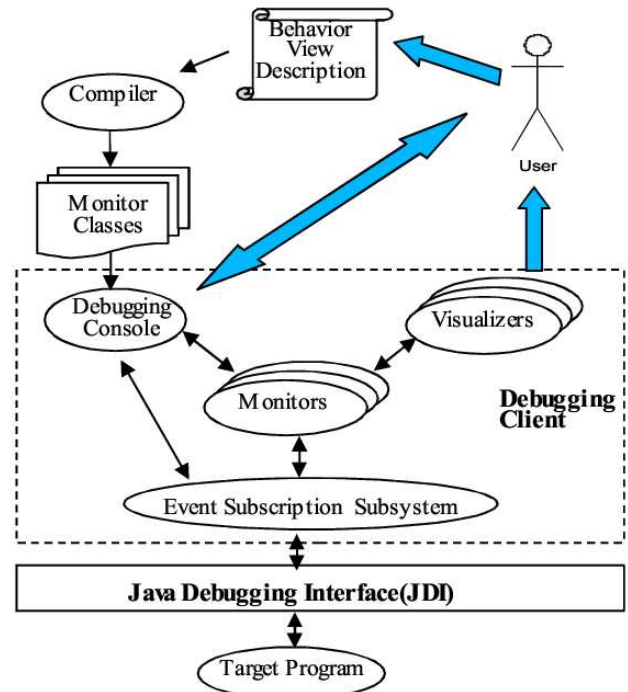 Behavior
View
Description
Compiler
User
Monitor
Classes
Debugging
Console
Visualizers
Monitors
Debugging
Client
Event Subscription Subsystem
Java Debugging Interface(JDI)
Target Program